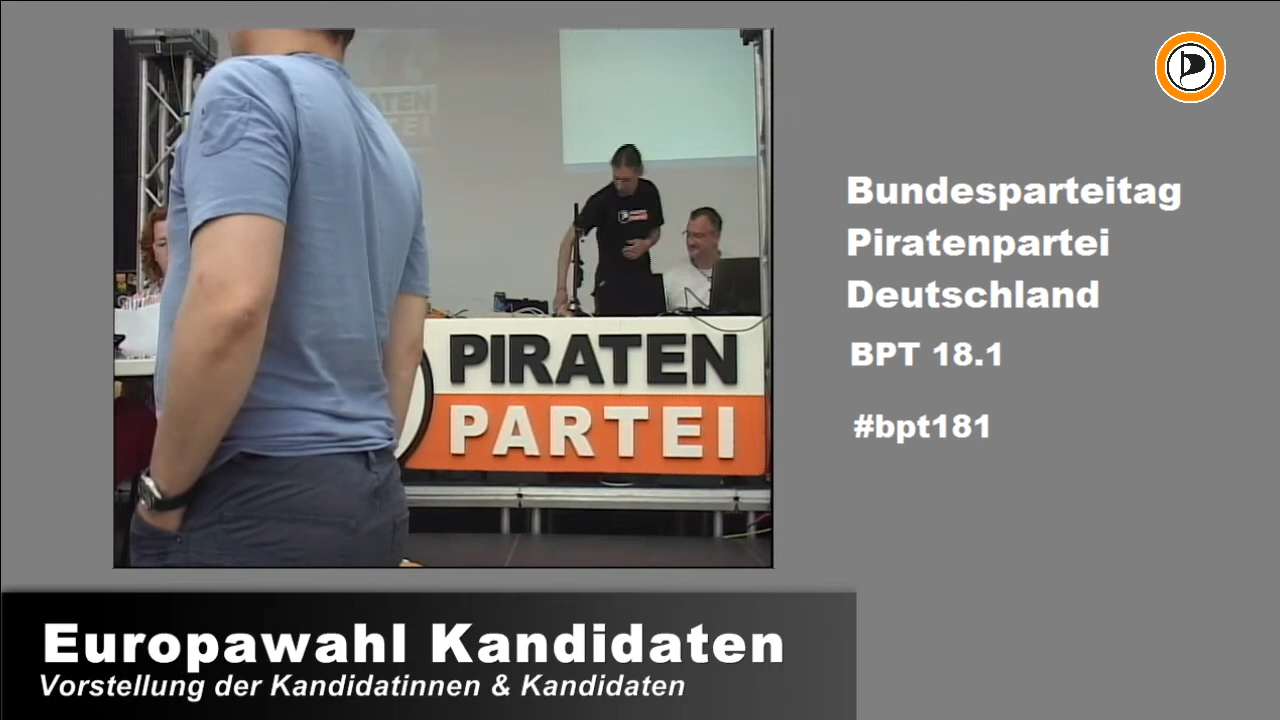 Bundesparteitag
Piratenpartei
Deutschland
BPT 18.1
#bpt181
PIRATEN
PARTEI
Europawahl Kandidaten
Vorstellung der Kandidatinnen & Kandidaten